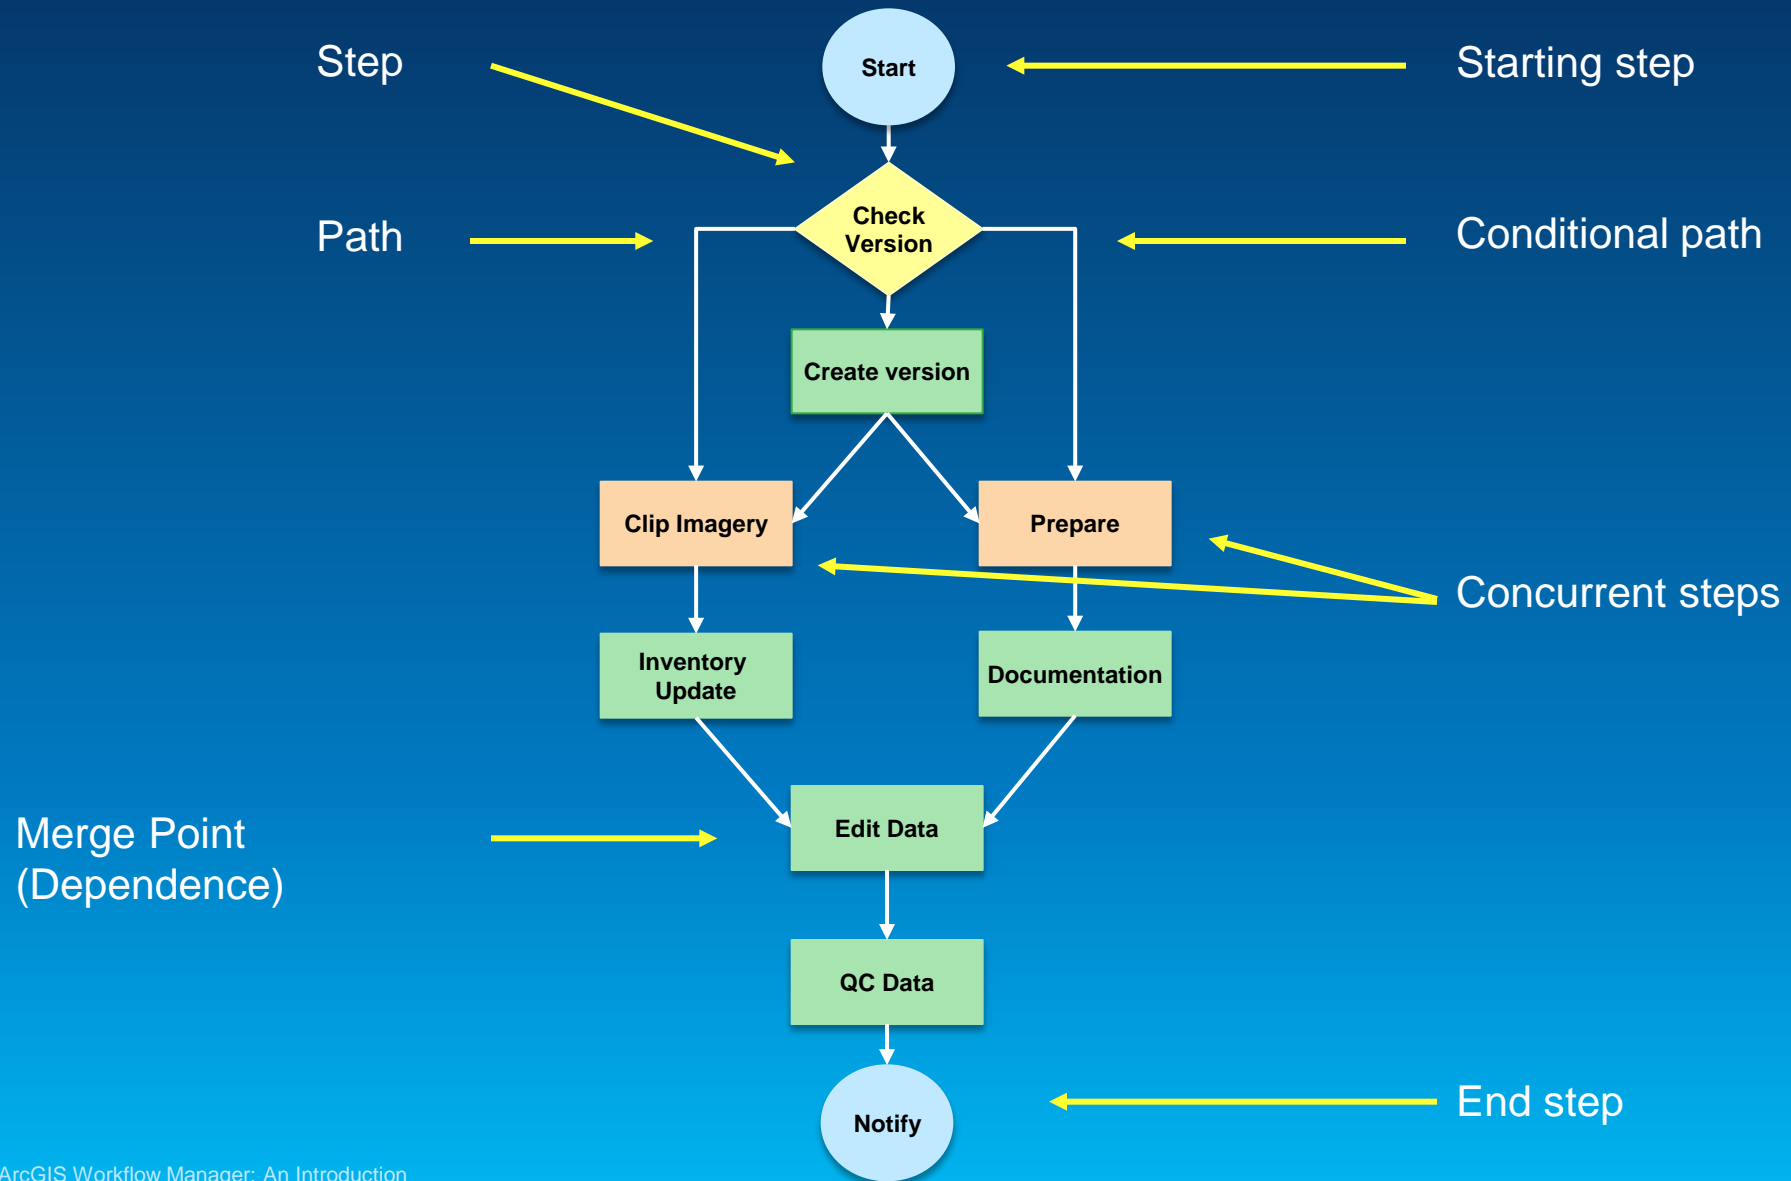 Step
Start
Starting step
Check
Version
Path
Conditional path
Create version
Clip Imagery
Prepare
Concurrent steps
Inventory
Update
Documentation
Merge Point
(Dependence)
Edit Data
QC Data
End step
Notify
ArcGIS Workflow Manager: An Introduction